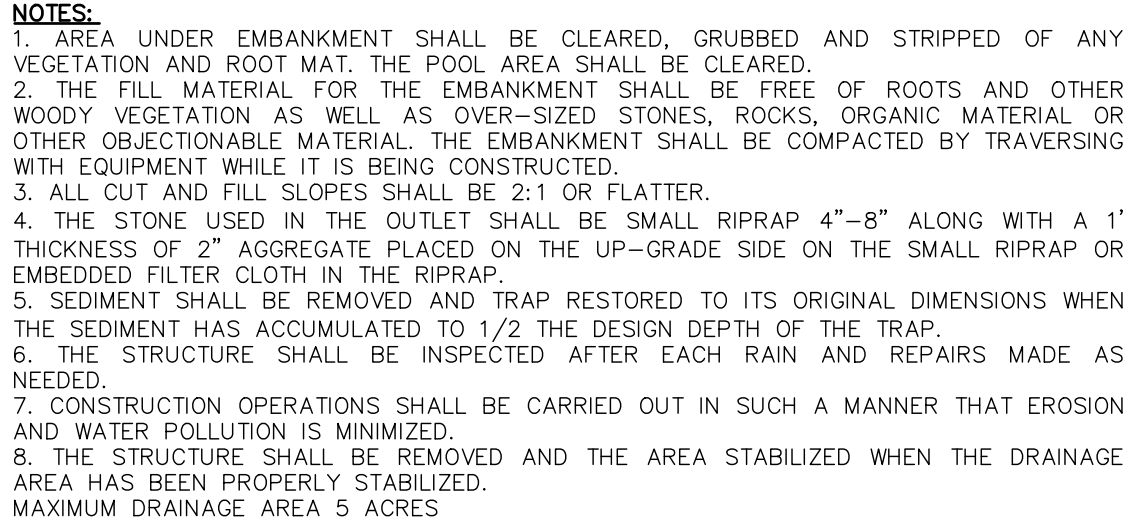 NOTES:
1. AREA UNDER EMBANKMENT SHALL BE CLEARED, GRUBBED AND STRIPPED OF ANY
VEGETATION AND ROOT MAT. THE POOL AREA SHALL BE CLEARED.
2. THE FILL MATERIAL FOR THE EMBANKMENT SHALL BE FREE OF ROOTS AND OTHER
WOODY VEGETATION AS WELL AS OVER–SIZED STONES, ROCKS, ORGANIC MATERIAL OR
OTHER OBJECTIONABLE MATERIAL. THE EMBANKMENT SHALL BE COMPACTED BY TRAVERSING
WITH EQUIPMENT WHILE IT IS BEING CONSTRUCTED.
3. ALL CUT AND FILL SLOPES SHALL BE 2:1 OR FLATTER.
4. THE STONE USED IN THE OUTLET SHALL BE SMALL RIPRAP 4”–8” ALONG WITH A 1’
THICKNESS OF 2” AGGREGATE PLACED ON THE UP–GRADE SIDE ON THE SMALL RIPRAP OR
EMBEDDED FILTER CLOTH IN THE RIPRAP.
5. SEDIMENT SHALL BE REMOVED AND TRAP RESTORED TO ITS ORIGINAL DIMENSIONS WHEN
THE SEDIMENT HAS ACCUMULATED TO 1/2 THE DESIGN DEPTH OF THE TRAP.
6. THE STRUCTURE SHALL BE INSPECTED AFTER EACH RAIN AND REPAIRS MADE AS
NEEDED.
7. CONSTRUCTION OPERATIONS SHALL BE CARRIED OUT IN SUCH A MANNER THAT EROSION
AND WATER POLLUTION IS MINIMIZED.
8. THE STRUCTURE SHALL BE REMOVED AND THE AREA STABILIZED WHEN THE DRAINAGE
AREA HAS BEEN PROPERLY STABILIZED.
MAXIMUM DRAINAGE AREA 5 ACRES